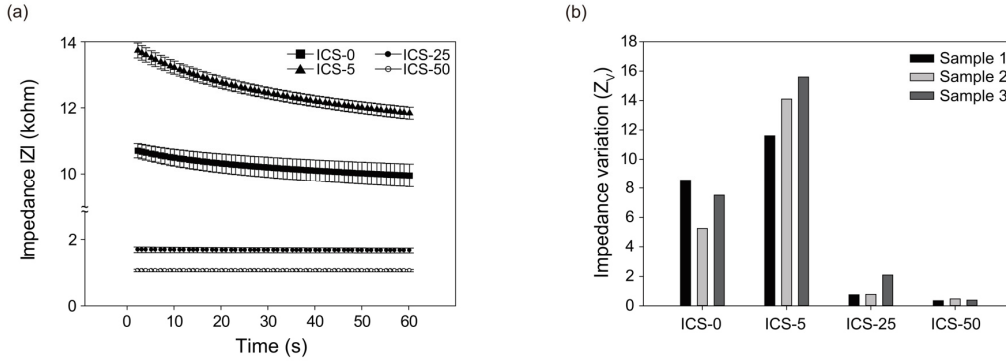 (a)
14
12
10
2
0
Impedance |Z| (kohm)
ICS-0 ICS-25
ICS-5 ICS-50
0 10 20 30 40 50 60
Time (s)
(b)
18
16
14
12
10
8
6
4
2
0
Impedance variation (Zv)
Sample 1
Sample 2
Sample 3
ICS-0 ICS-5 ICS-25 ICS-50